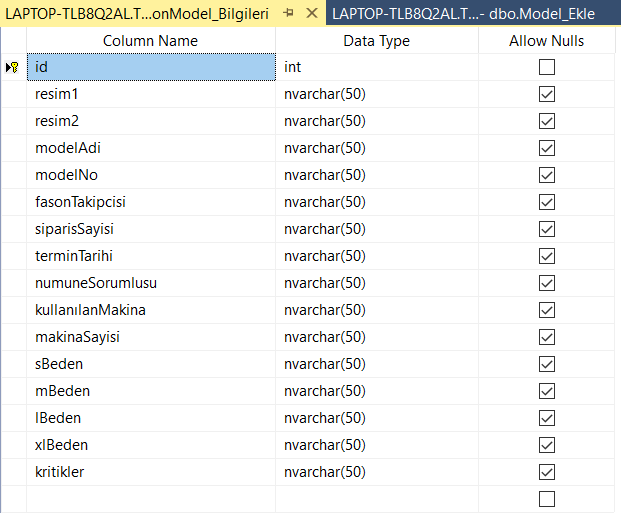 LAPTOP-TLB8Q2AL.T...onModel_Bilgileri LAPTOP-TLB8Q2AL.T...- dbo.Model_Ekle
Column Name Data Type Allow Nulls
id int
resim1 nvarchar(50)
resim2 nvarchar(50)
modelAdi nvarchar(50)
modelNo nvarchar(50)
fasonTakipcisi nvarchar(50)
siparisSayisi nvarchar(50)
terminTarihi nvarchar(50)
numuneSorumlusu nvarchar(50)
kullanılanMakina nvarchar(50)
makinaSayisi nvarchar(50)
sBeden nvarchar(50)
mBeden nvarchar(50)
lBeden nvarchar(50)
xlBeden nvarchar(50)
kritikler nvarchar(50)